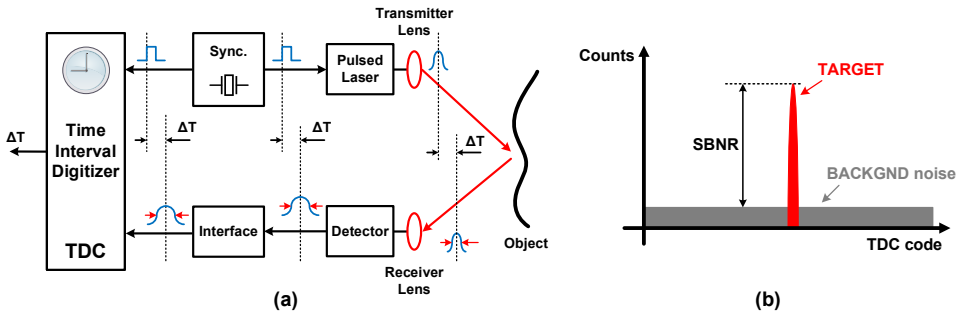 Transmitter
Lens
Sync.
Pulsed
Laser
ΔT
ΔT
ΔT
ΔT
Time
Interval
Digitizer
TDC
Interface
Detector
Object
Receiver
Lens
(a)
Counts
TARGET
SBNR
BACKGND noise
TDC code
(b)